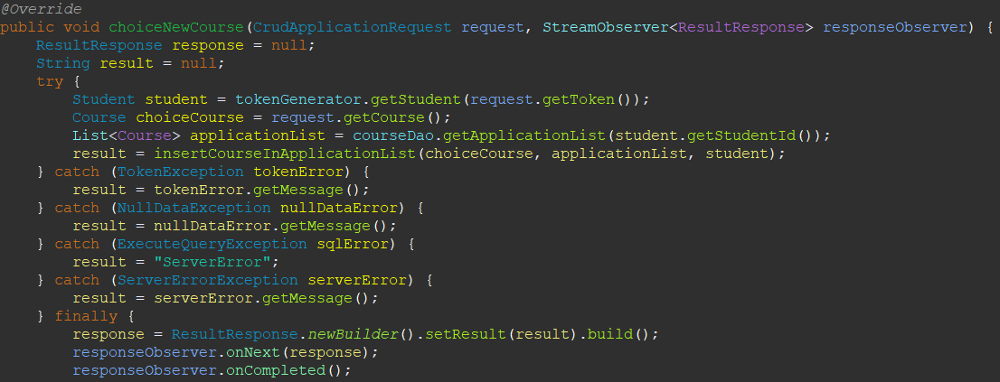 @Override
public void choiceNewCourse(CrudApplicationRequest request, StreamObserver<ResultResponse> responseObserver) {
    ResultResponse response = null;
    String result = null;
    try {
        Student student = tokenGenerator.getStudent(request.getToken());
        Course choiceCourse = request.getCourse();
        List<Course> applicationList = courseDao.getApplicationList(student.getStudentId());
        result = insertCourseInApplicationList(choiceCourse, applicationList, student);
    } catch (TokenException tokenError) {
        result = tokenError.getMessage();
    } catch (NullDataException nullDataError) {
        result = nullDataError.getMessage();
    } catch (ExecuteQueryException sqlError) {
        result = "ServerError";
    } catch (ServerErrorException serverError) {
        result = serverError.getMessage();
    } finally {
        response = ResultResponse.newBuilder().setResult(result).build();
        responseObserver.onNext(response);
        responseObserver.onCompleted();